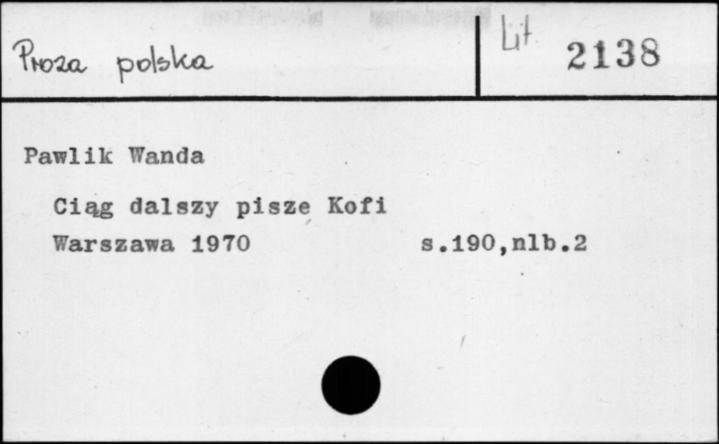 Proza polska
Lit. 2138
Pawlik Wanda
Ciąg dalszy pisze Kofi
Warszawa 1970 s.190,nlb.2